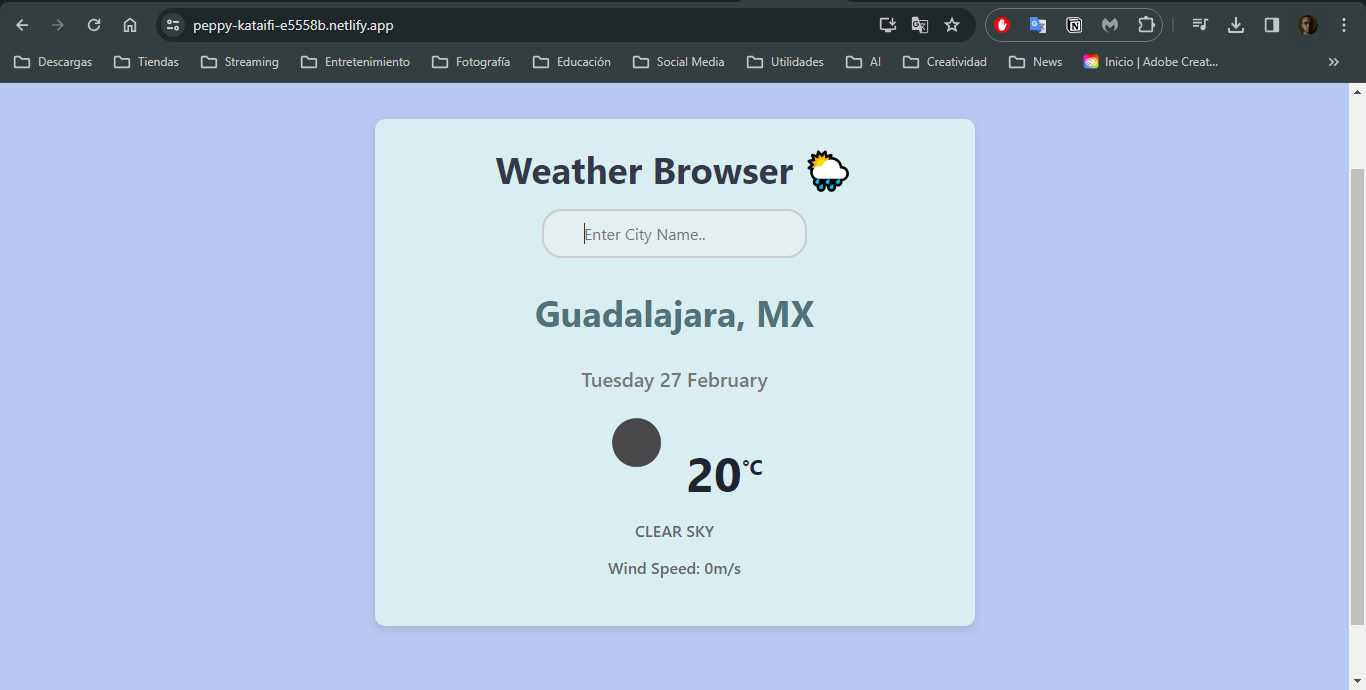 peppy-kataifi-e5558b.netlify.app
Descargas Tiendas Streaming Entretenimiento Fotografía Educación Social Media Utilidades AI Creatividad News Inicio | Adobe Creat...
Weather Browser
Enter City Name..
Guadalajara, MX
Tuesday 27 February
20°C
CLEAR SKY
Wind Speed: 0m/s